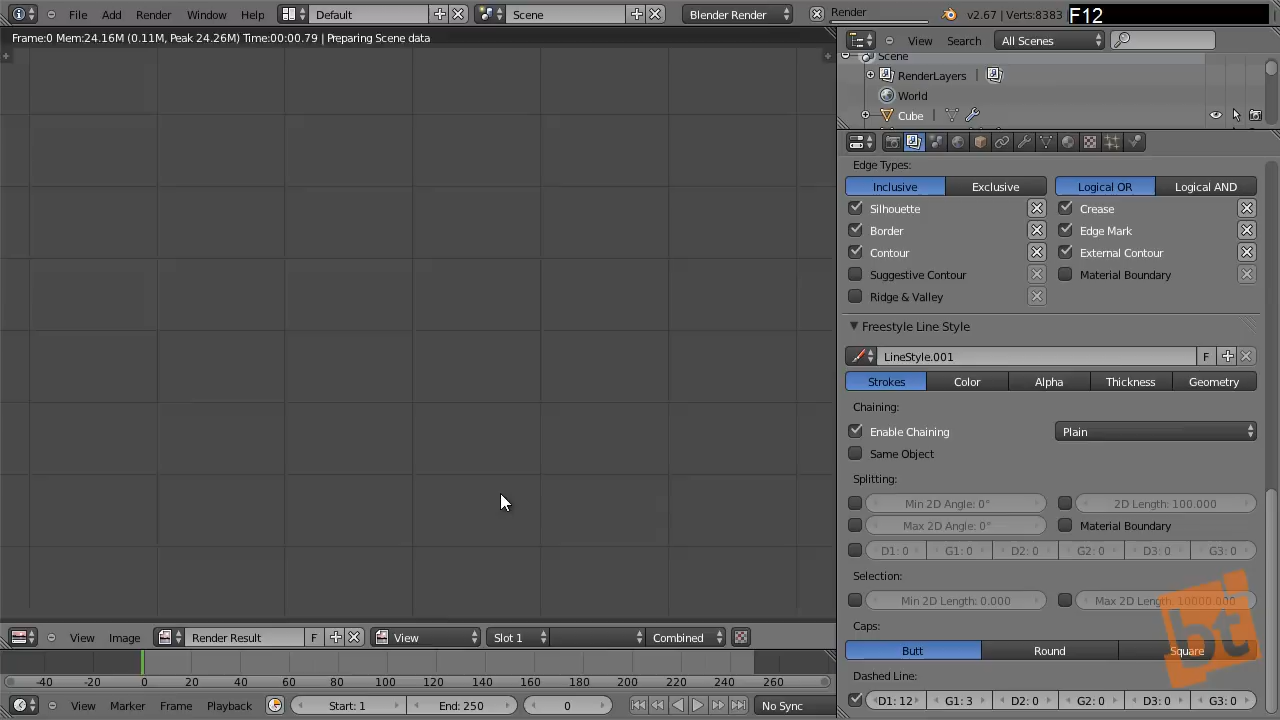 File Add Render Window Help Default Scene Blender Render Render v2.67 | Verts:8383 F12
Frame:0 Mem:24.16M (0.11M, Peak 24.26M) Time:00:00.79 | Preparing Scene data
View Search All Scenes
Scene
RenderLayers
World
Cube
Edge Types:
Inclusive Exclusive Logical OR Logical AND
Silhouette Crease
Border Edge Mark
Contour External Contour
Suggestive Contour Material Boundary
Ridge & Valley
Freestyle Line Style
LineStyle.001 F
Strokes Color Alpha Thickness Geometry
Chaining:
Enable Chaining Plain
Same Object
Splitting:
Min 2D Angle: 0° 2D Length: 100.000
Max 2D Angle: 0° Material Boundary
D1: 0 G1: 0 D2: 0 G2: 0 D3: 0 G3: 0
Selection:
Min 2D Length: 0.000 Max 2D Length: 10000.000
Caps:
Butt Round Square
Dashed Line:
D1: 12 G1: 3 D2: 0 G2: 0 D3: 0 G3: 0
bt
View Image Render Result F View Slot 1 Combined
-40 -20 0 20 40 60 80 100 120 140 160 180 200 220 240 260
View Marker Frame Playback Start: 1 End: 250 0 No Sync